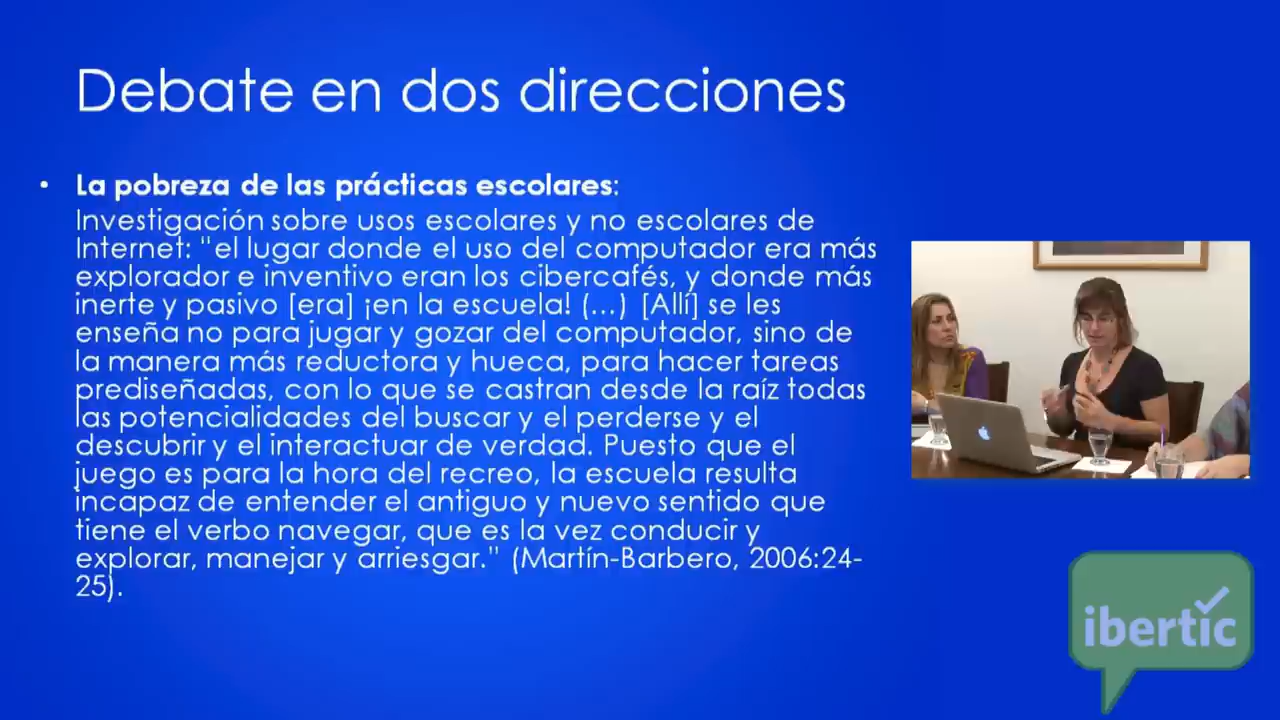 Debate en dos direcciones
• La pobreza de las prácticas escolares:
Investigación sobre usos escolares y no escolares de
Internet: "el lugar donde el uso del computador era más
explorador e inventivo eran los cibercafés, y donde más
inerte y pasivo [era] ¡en la escuela! (...) [Allí] se les
enseña no para jugar y gozar del computador, sino de
la manera más reductora y hueca, para hacer tareas
prediseñadas, con lo que se castran desde la raíz todas
las potencialidades del buscar y el perderse y el
descubrir y el interactuar de verdad. Puesto que el
juego es para la hora del recreo, la escuela resulta
incapaz de entender el antiguo y nuevo sentido que
tiene el verbo navegar, que es la vez conducir y
explorar, manejar y arriesgar." (Martín-Barbero, 2006:24-
25).
ibertic